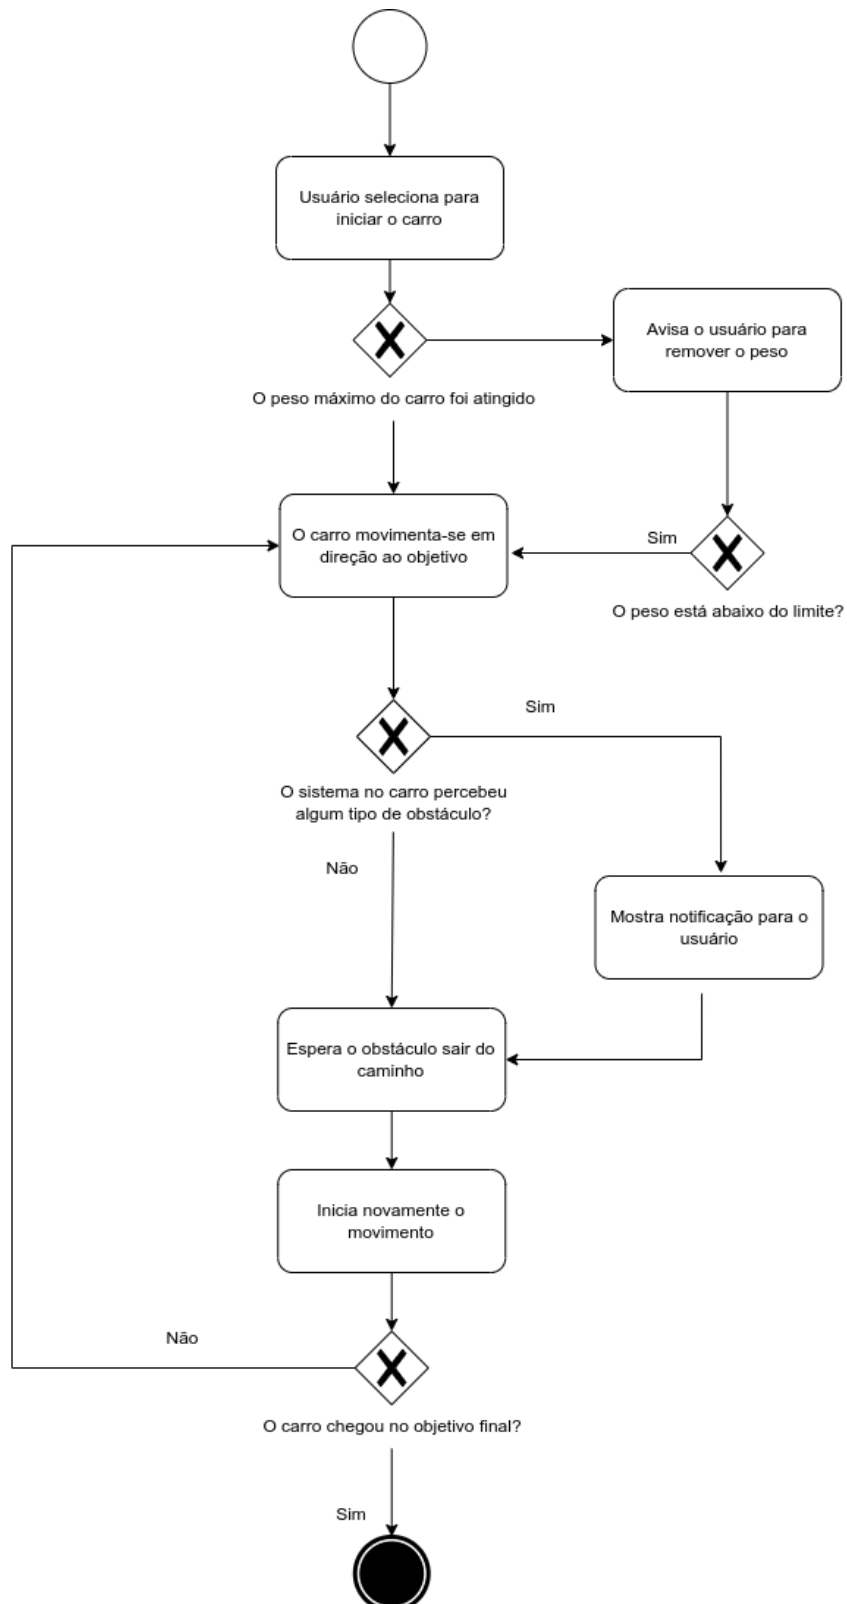 Usuário seleciona para
iniciar o carro
Avisa o usuário para
remover o peso
O peso máximo do carro foi atingido
O carro movimenta-se em
direção ao objetivo
Sim
O peso está abaixo do limite?
Sim
O sistema no carro percebeu
algum tipo de obstáculo?
Não
Mostra notificação para o
usuário
Espera o obstáculo sair do
caminho
Inicia novamente o
movimento
Não
O carro chegou no objetivo final?
Sim